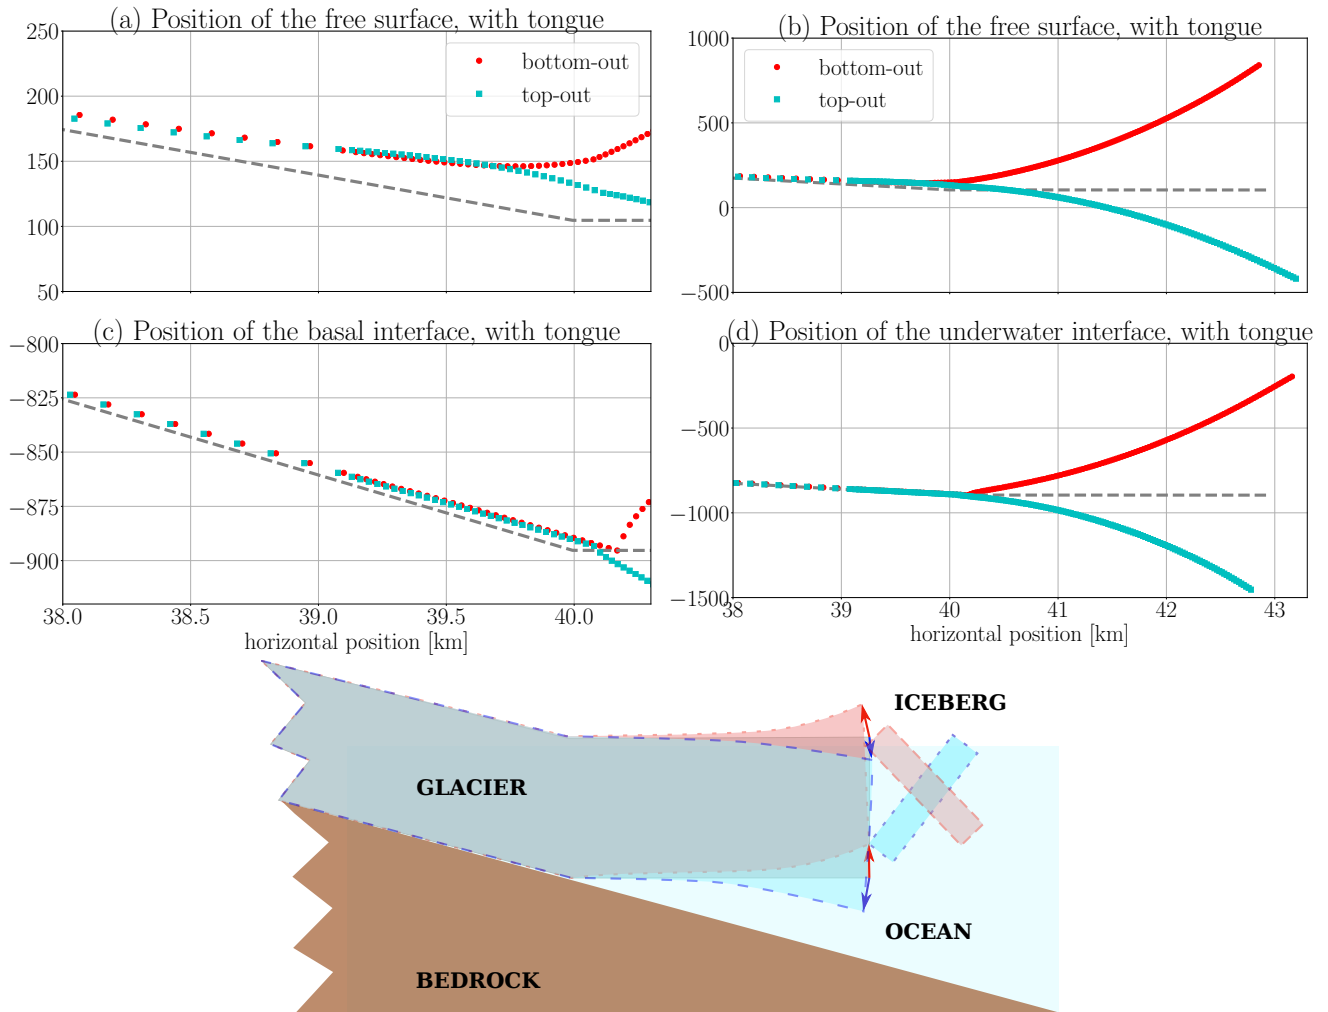 (a) Position of the free surface, with tongue
250
200
150
100
50
bottom-out
top-out
(b) Position of the free surface, with tongue
1000
500
0
−500
bottom-out
top-out
(c) Position of the basal interface, with tongue
−800
−825
−850
−875
−900
38.0 38.5 39.0 39.5 40.0
horizontal position [km]
(d) Position of the underwater interface, with tongue
0
−500
−1000
−1500
38 39 40 41 42 43
horizontal position [km]
ICEBERG
GLACIER
OCEAN
BEDROCK